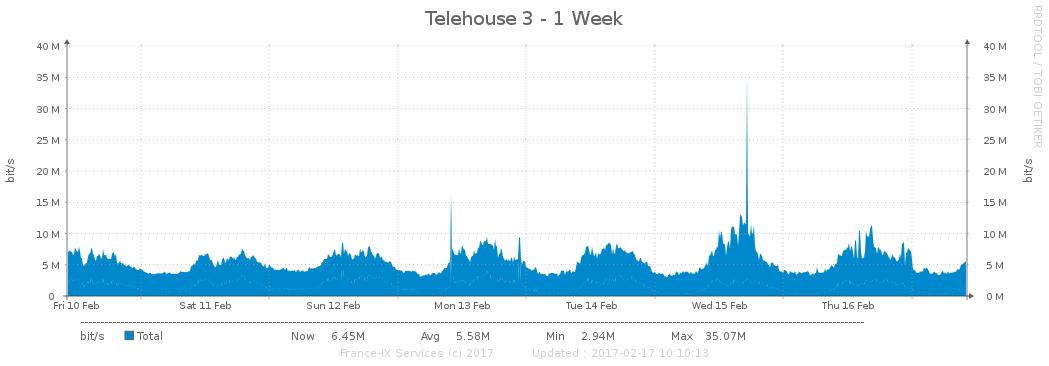 Telehouse 3 - 1 Week
RRDTOOL / TOBI OETIKER
40 M 40 M
35 M 35 M
30 M 30 M
25 M 25 M
20 M 20 M
15 M 15 M
10 M 10 M
5 M 5 M
0 0 M
bit/s
bit/s
Fri 10 Feb Sat 11 Feb Sun 12 Feb Mon 13 Feb Tue 14 Feb Wed 15 Feb Thu 16 Feb
bit/s Total Now 6.45M Avg 5.58M Min 2.94M Max 35.07M
France-IX Services (c) 2017 Updated : 2017-02-17 10:10:13